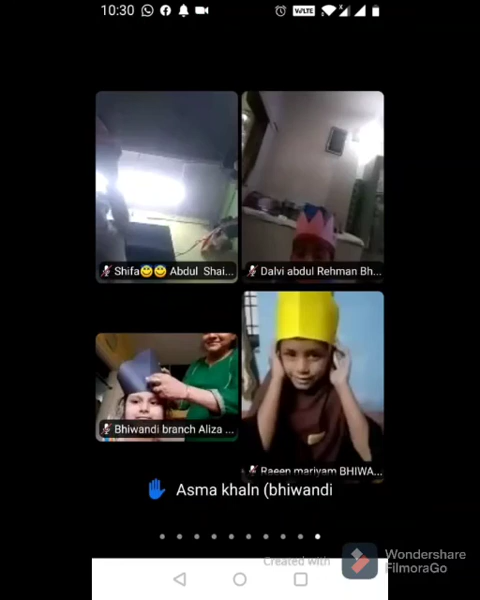 10:30
VoLTE
Shifa😇😇 Abdul Shai...
Dalvi abdul Rehman Bh...
Bhiwandi branch Aliza ...
Raeen mariyam BHIWA...
Asma khaln (bhiwandi
Created with
Wondershare
FilmoraGo